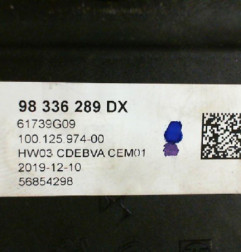 98 336 289 DX
61739G09
100.125.974-00
HW03 CDEBVA CEM01
2019-12-10
56854298